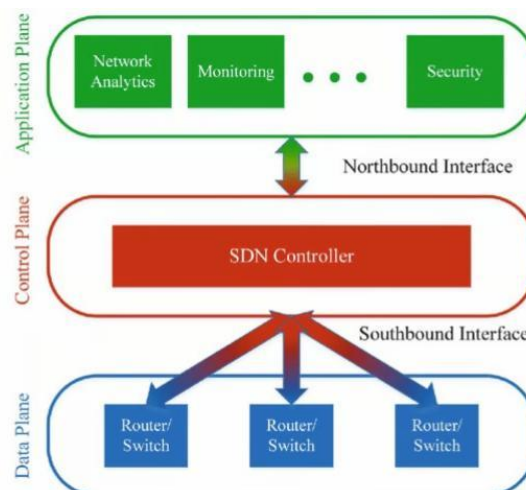 Application Plane
Network
Analytics
Monitoring
Security
Northbound Interface
Control Plane
SDN Controller
Southbound Interface
Data Plane
Router/
Switch
Router/
Switch
Router/
Switch